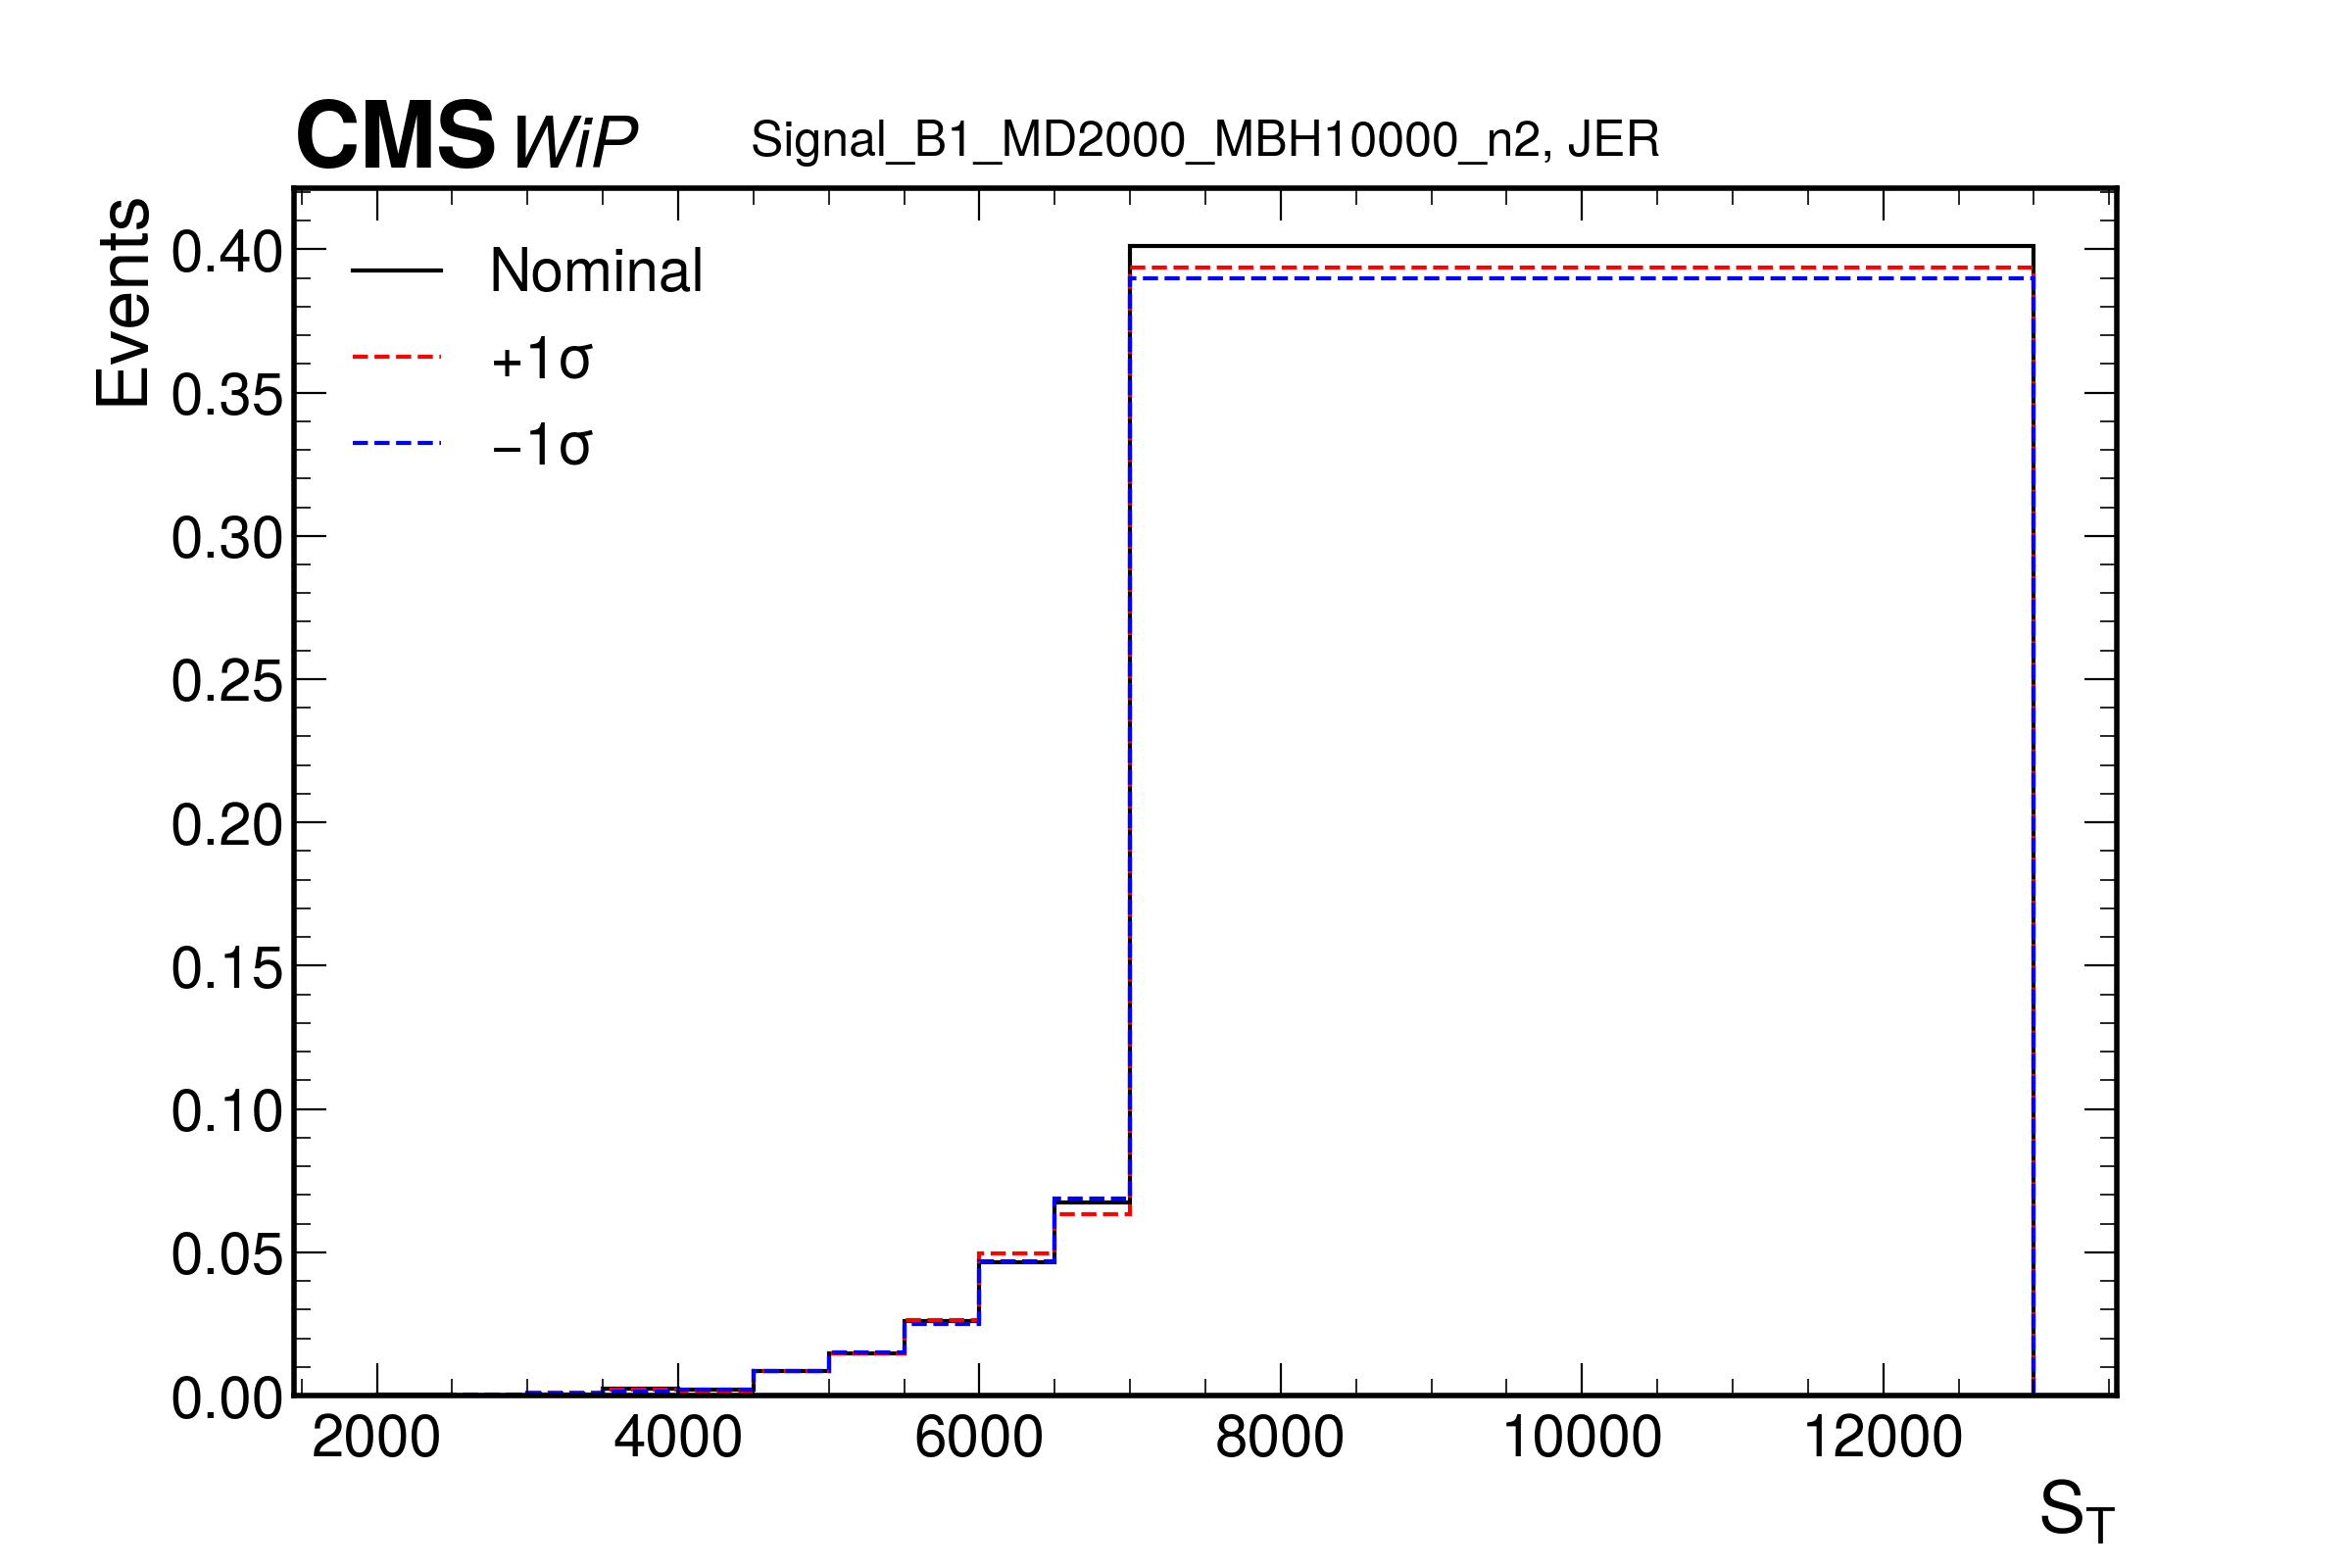 CMS WiP Signal_B1_MD2000_MBH10000_n2, JER
Events
0.40
0.35
0.30
0.25
0.20
0.15
0.10
0.05
0.00
Nominal
+1σ
−1σ
2000 4000 6000 8000 10000 12000
S_T